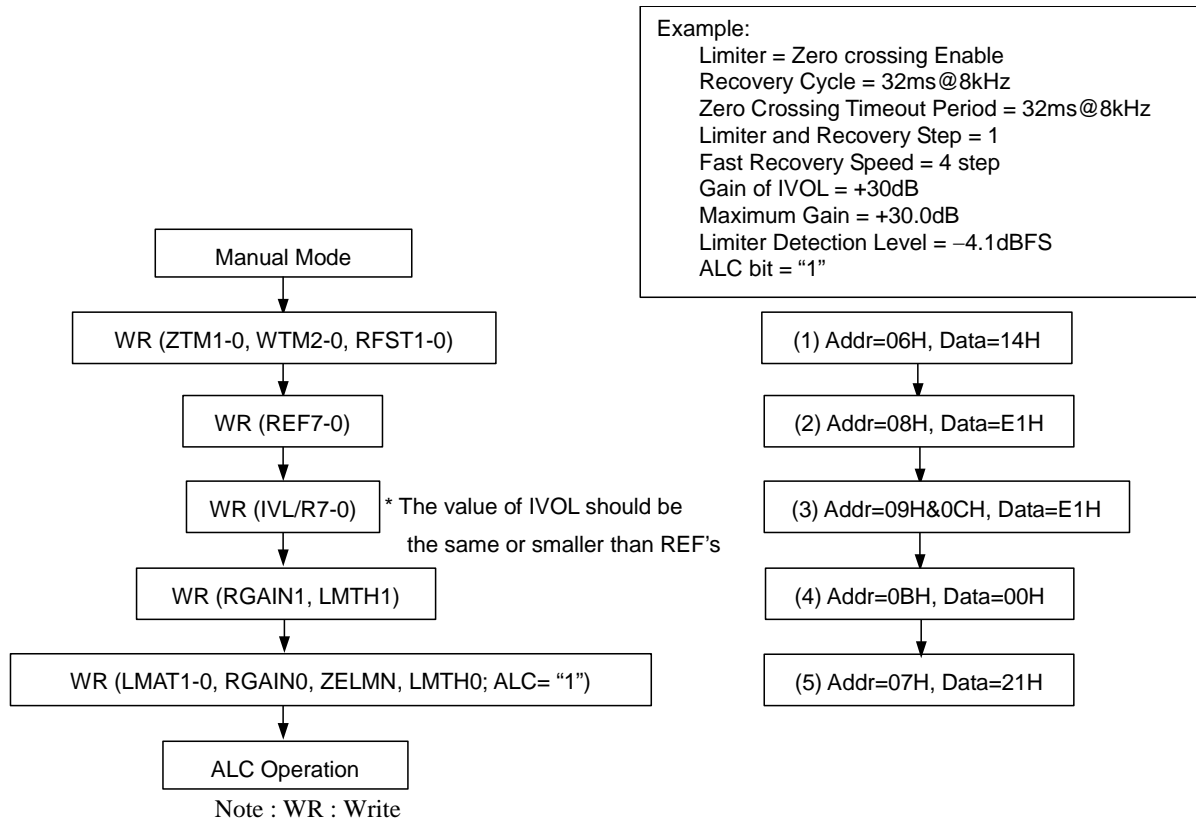 Example:
Limiter = Zero crossing Enable
Recovery Cycle = 32ms@8kHz
Zero Crossing Timeout Period = 32ms@8kHz
Limiter and Recovery Step = 1
Fast Recovery Speed = 4 step
Gain of IVOL = +30dB
Maximum Gain = +30.0dB
Limiter Detection Level = −4.1dBFS
ALC bit = “1”
Manual Mode
WR (ZTM1-0, WTM2-0, RFST1-0)
WR (REF7-0)
WR (IVL/R7-0)
* The value of IVOL should be
the same or smaller than REF’s
WR (RGAIN1, LMTH1)
WR (LMAT1-0, RGAIN0, ZELMN, LMTH0; ALC= “1”)
ALC Operation
Note : WR : Write
(1) Addr=06H, Data=14H
(2) Addr=08H, Data=E1H
(3) Addr=09H&0CH, Data=E1H
(4) Addr=0BH, Data=00H
(5) Addr=07H, Data=21H